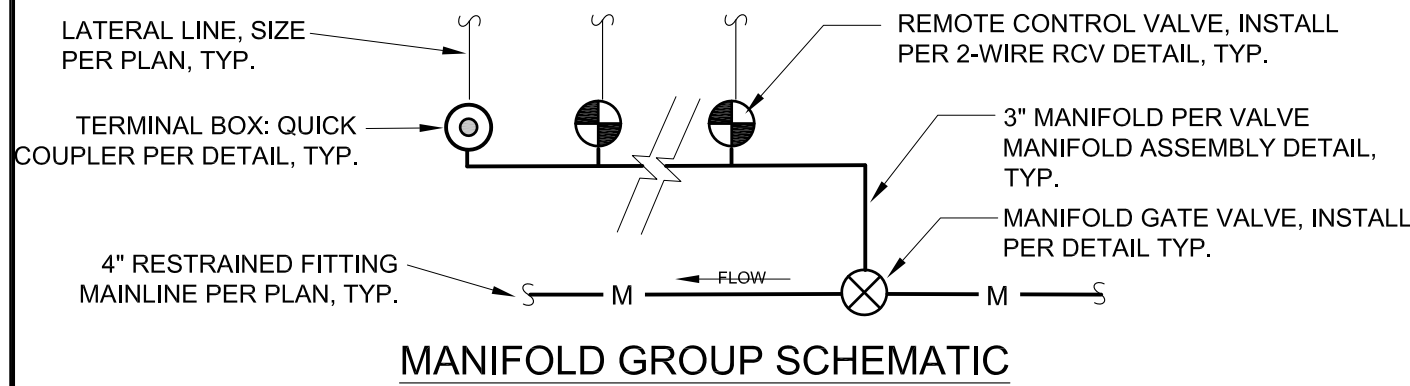 LATERAL LINE, SIZE
PER PLAN, TYP.
REMOTE CONTROL VALVE, INSTALL
PER 2-WIRE RCV DETAIL, TYP.
TERMINAL BOX: QUICK
COUPLER PER DETAIL, TYP.
3" MANIFOLD PER VALVE
MANIFOLD ASSEMBLY DETAIL,
TYP.
MANIFOLD GATE VALVE, INSTALL
PER DETAIL TYP.
4" RESTRAINED FITTING
MAINLINE PER PLAN, TYP.
FLOW
M
M
MANIFOLD GROUP SCHEMATIC